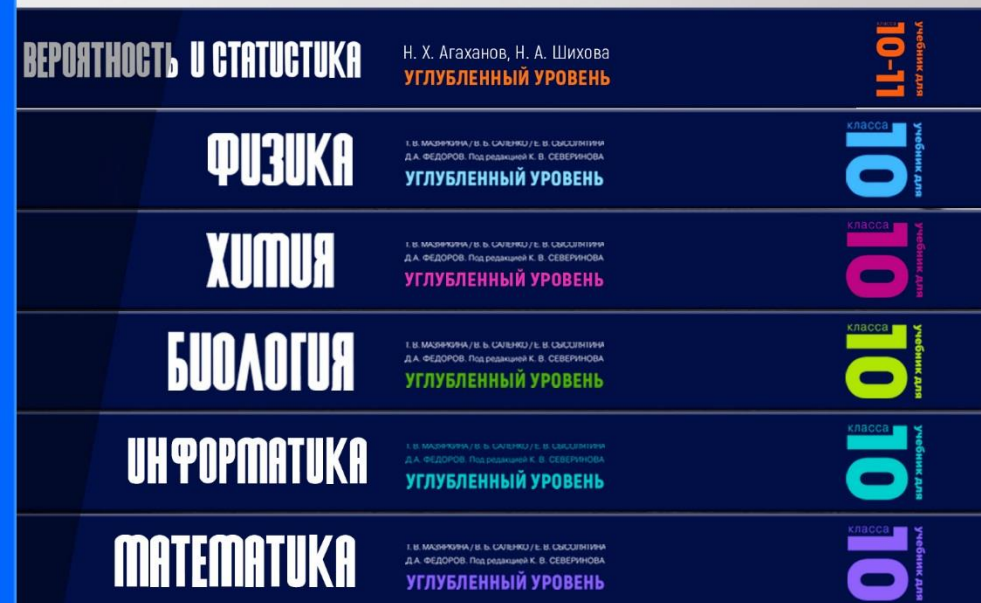 ВЕРОЯТНОСТЬ И СТАТИСТИКА
Н. Х. Агаханов, Н. А. Шихова
УГЛУБЛЕННЫЙ УРОВЕНЬ
учебник для
10-11
класса
ФИЗИКА
Д.А. ФЕДОРОВ. Под редакцией К. В. СЕВЕРИНОВА
УГЛУБЛЕННЫЙ УРОВЕНЬ
учебник для
10
класса
ХИМИЯ
Д.А. ФЕДОРОВ. Под редакцией К. В. СЕВЕРИНОВА
УГЛУБЛЕННЫЙ УРОВЕНЬ
учебник для
10
класса
БИОЛОГИЯ
Д.А. ФЕДОРОВ. Под редакцией К. В. СЕВЕРИНОВА
УГЛУБЛЕННЫЙ УРОВЕНЬ
учебник для
10
класса
ИНФОРМАТИКА
Д.А. ФЕДОРОВ. Под редакцией К. В. СЕВЕРИНОВА
УГЛУБЛЕННЫЙ УРОВЕНЬ
учебник для
10
класса
МАТЕМАТИКА
Д.А. ФЕДОРОВ. Под редакцией К. В. СЕВЕРИНОВА
УГЛУБЛЕННЫЙ УРОВЕНЬ
учебник для
10
класса